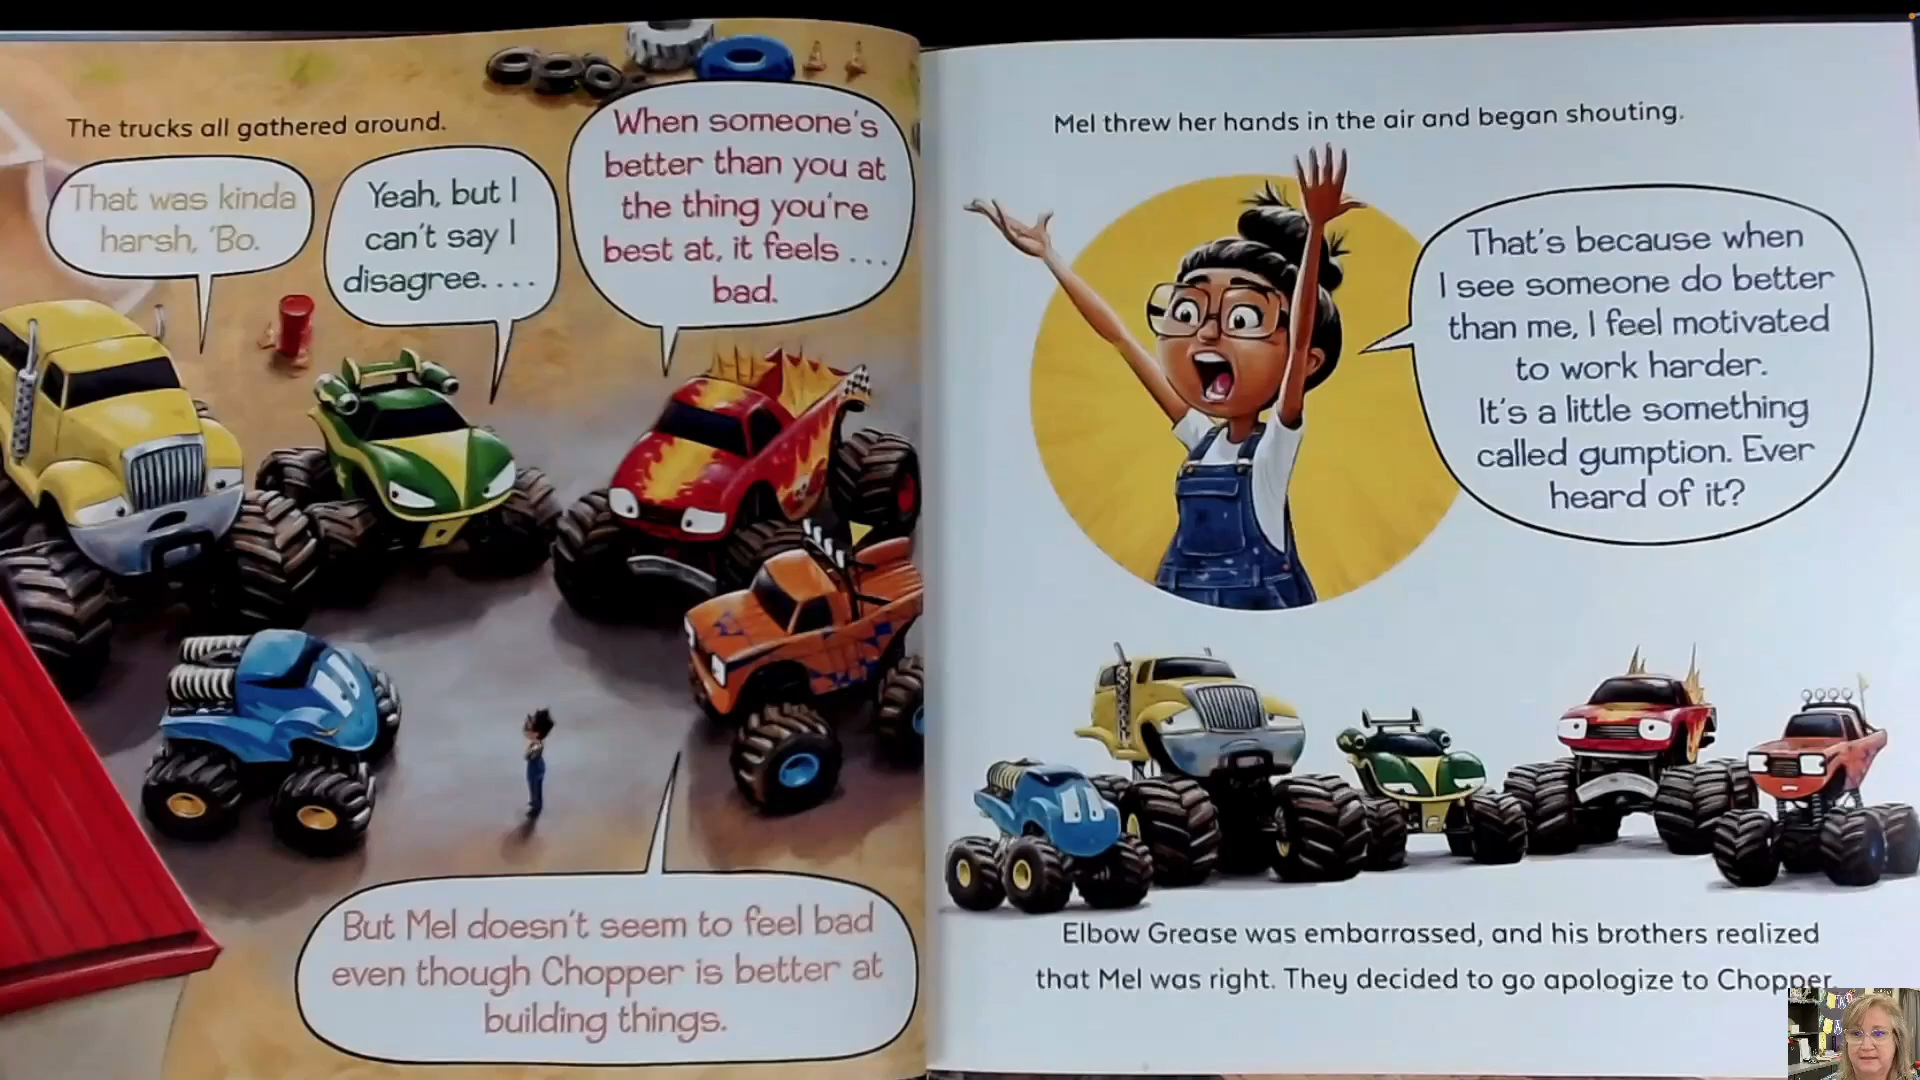 The trucks all gathered around.
That was kinda
harsh, 'Bo.
Yeah, but I
can't say I
disagree. . . .
When someone's
better than you at
the thing you're
best at, it feels . . .
bad.
But Mel doesn't seem to feel bad
even though Chopper is better at
building things.
Mel threw her hands in the air and began shouting.
That's because when
I see someone do better
than me, I feel motivated
to work harder.
It's a little something
called gumption. Ever
heard of it?
Elbow Grease was embarrassed, and his brothers realized
that Mel was right. They decided to go apologize to Chopper.